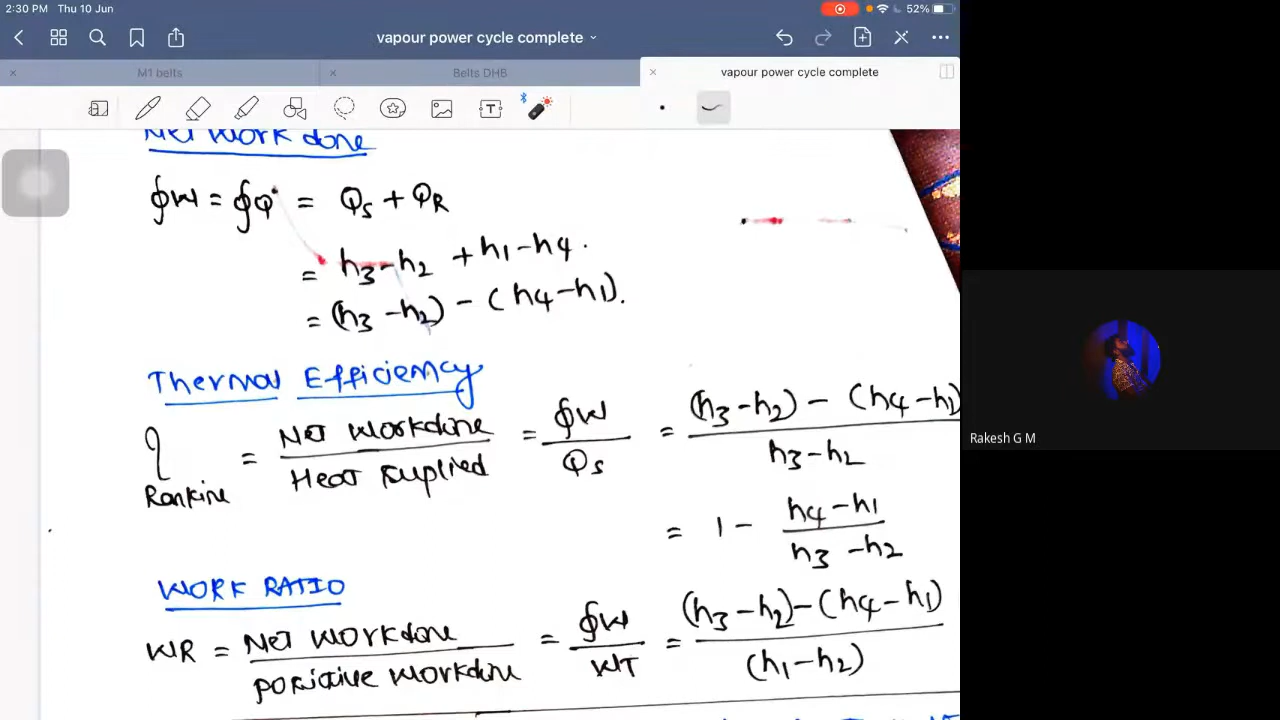 2:30 PM Thu 10 Jun 52%
vapour power cycle complete
M1 belts Belts DHB vapour power cycle complete
Net Work done
∮W = ∮Q = QS + QR
= h3 - h2 + h1 - h4.
= (h3 - h2) - (h4 - h1).
Thermal Efficiency
η Rankine = Net Workdone / Heat Supplied = ∮W / QS = (h3 - h2) - (h4 - h1) / h3 - h2
= 1 - h4 - h1 / h3 - h2
WORK RATIO
WR = Net Workdone / positive Workdone = ∮W / WT = (h3 - h2) - (h4 - h1) / (h1 - h2)
Rakesh G M